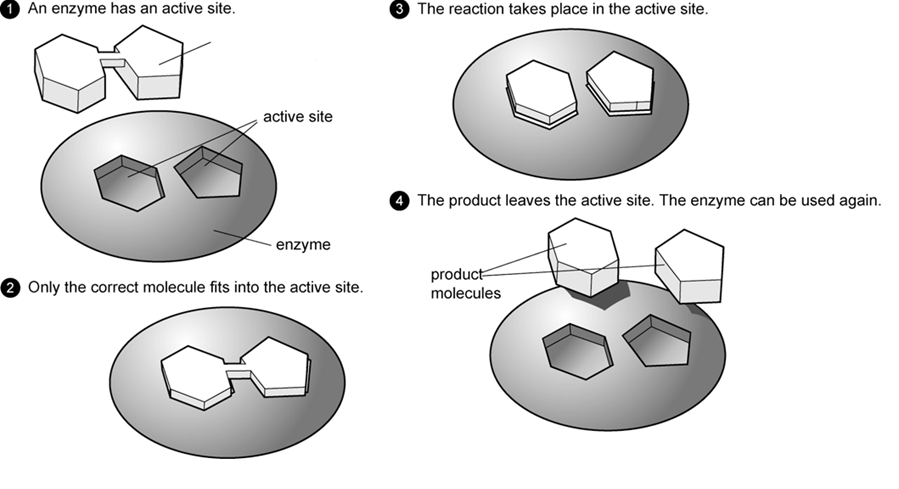 1 An enzyme has an active site.
active site
enzyme
2 Only the correct molecule fits into the active site.
3 The reaction takes place in the active site.
4 The product leaves the active site. The enzyme can be used again.
product
molecules